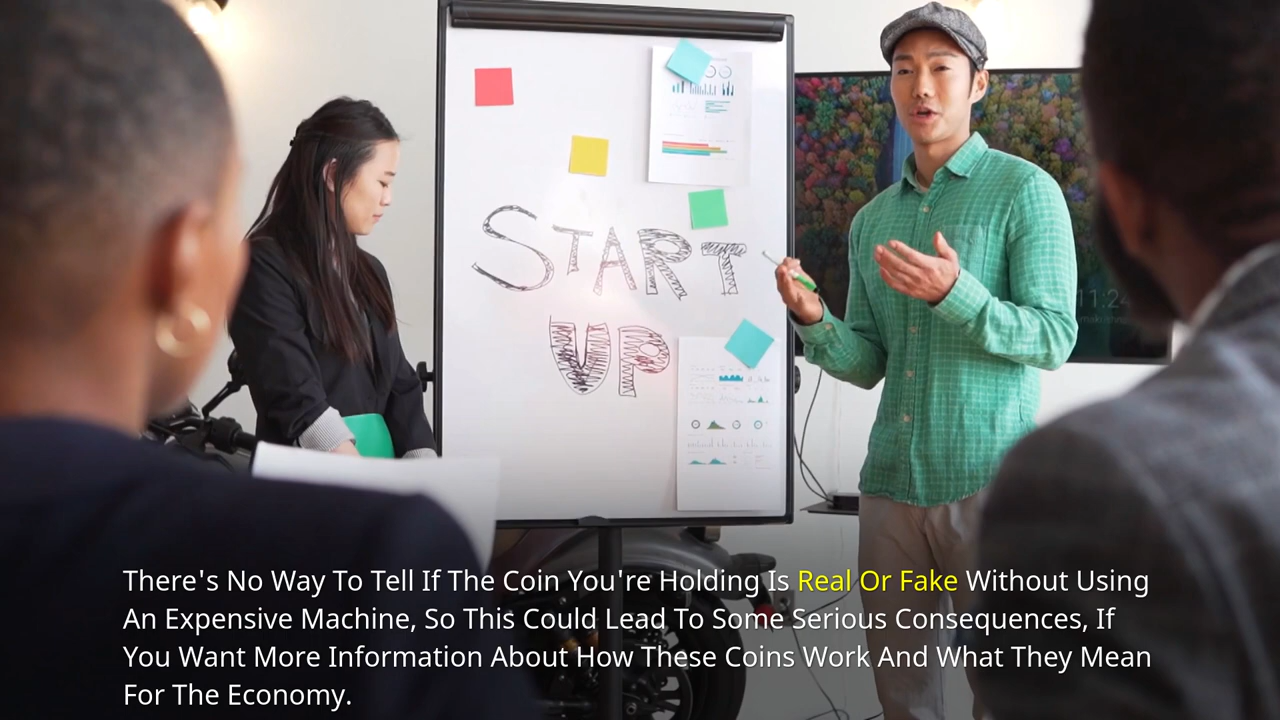 START
UP
11:24
There's No Way To Tell If The Coin You're Holding Is Real Or Fake Without Using
An Expensive Machine, So This Could Lead To Some Serious Consequences, If
You Want More Information About How These Coins Work And What They Mean
For The Economy.